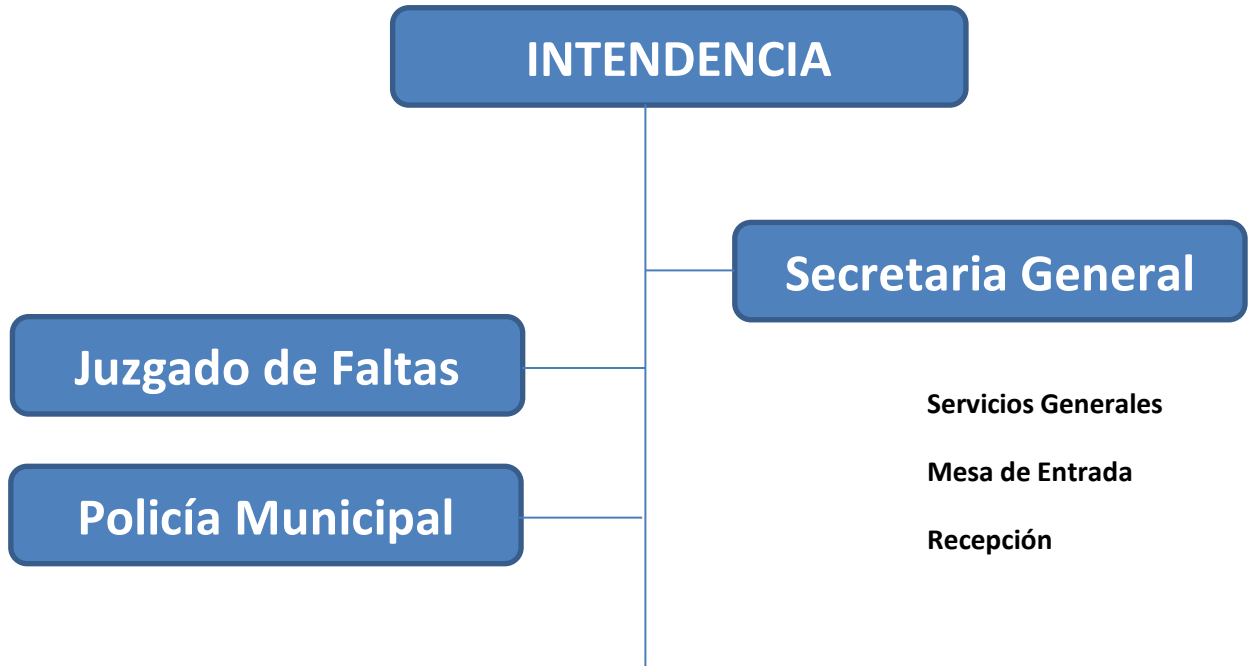 INTENDENCIA
Secretaria General
Juzgado de Faltas
Servicios Generales
Mesa de Entrada
Policía Municipal
Recepción